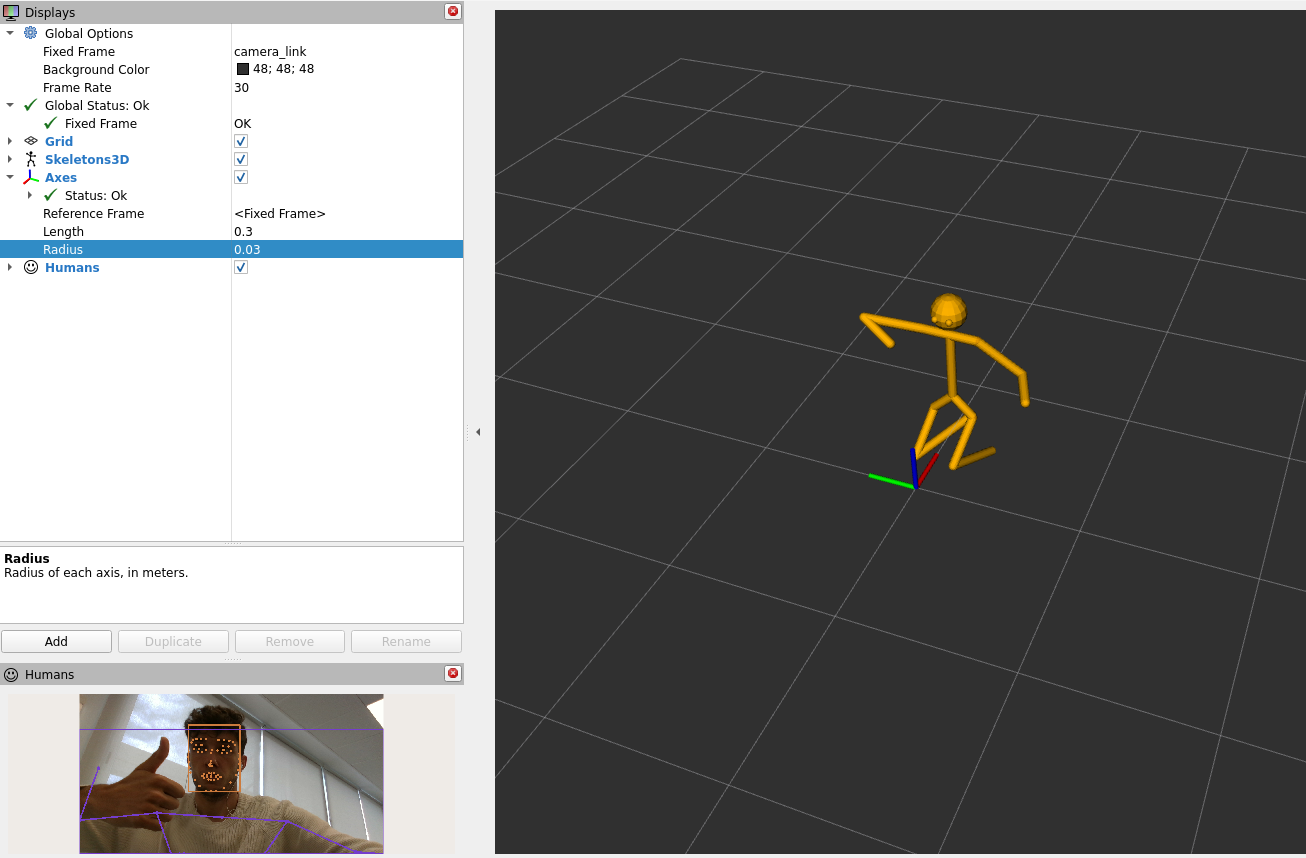 Displays
Global Options
Fixed Frame camera_link
Background Color 48; 48; 48
Frame Rate 30
Global Status: Ok
Fixed Frame OK
Grid
Skeletons3D
Axes
Status: Ok
Reference Frame <Fixed Frame>
Length 0.3
Radius 0.03
Humans
Radius
Radius of each axis, in meters.
Add Duplicate Remove Rename
Humans